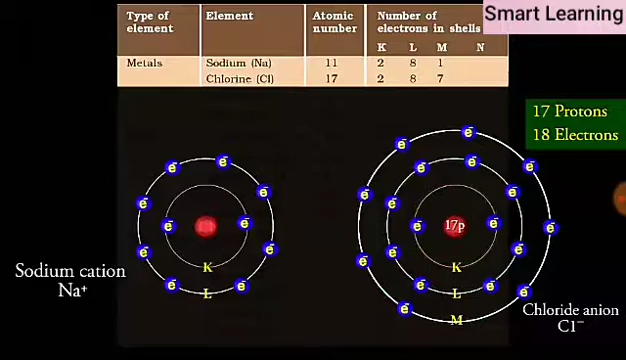 Smart Learning
Type of element Element Atomic number Number of electrons in shells
K L M N
Metals Sodium (Na) 11 2 8 1
Chlorine (Cl) 17 2 8 7
17 Protons
18 Electrons
e⁻ e⁻ e⁻ e⁻ e⁻ e⁻ e⁻ e⁻ e⁻ e⁻
K
L
Sodium cation
Na⁺
e⁻ e⁻ e⁻ e⁻ e⁻ e⁻ e⁻ e⁻ e⁻ e⁻ e⁻ e⁻ e⁻ e⁻ e⁻ e⁻ e⁻ e⁻
17p
K
L
M
Chloride anion
Cl⁻